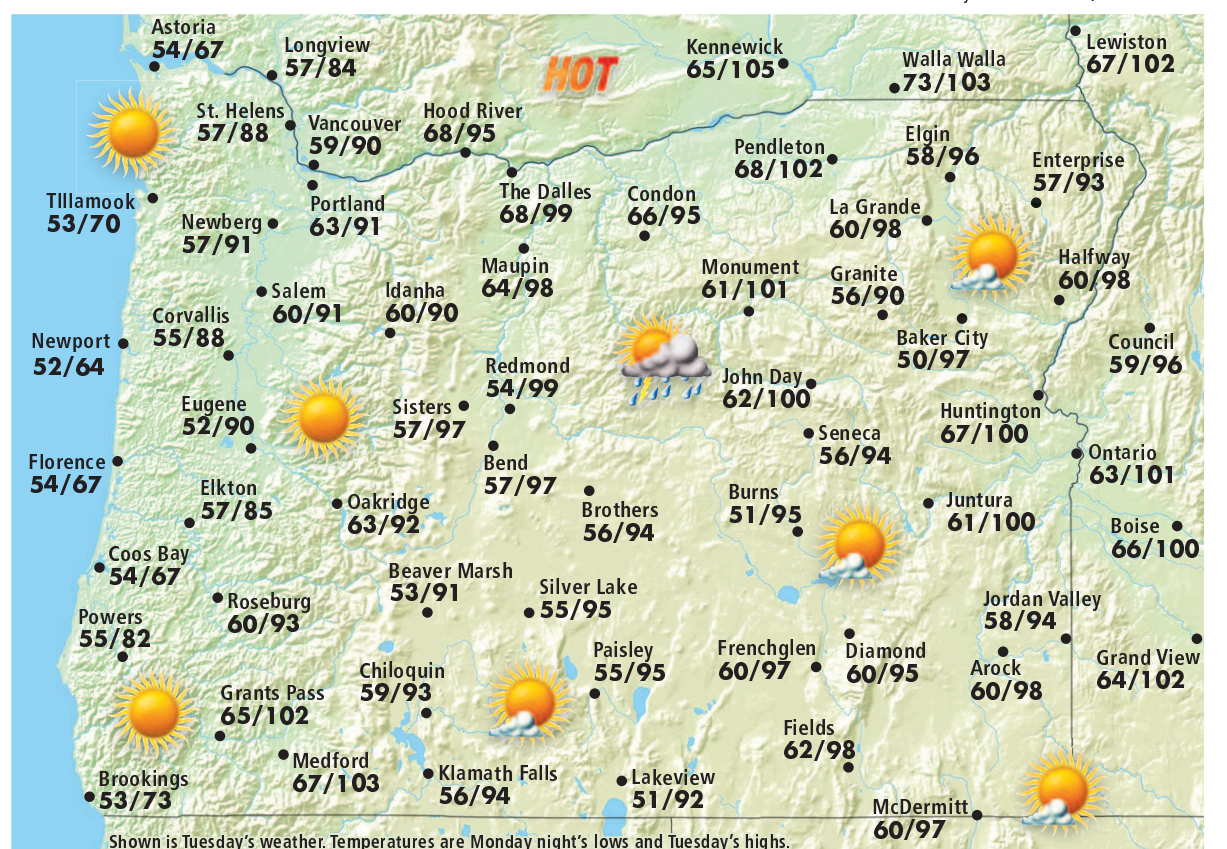 Astoria
54/67
Longview
57/84
HOT
Kennewick
65/105
Walla Walla
73/103
Lewiston
67/102
St. Helens
57/88
Vancouver
59/90
Hood River
68/95
Pendleton
68/102
Elgin
58/96
Enterprise
57/93
TIllamook
53/70
Newberg
57/91
Portland
63/91
The Dalles
68/99
Condon
66/95
La Grande
60/98
Maupin
64/98
Monument
61/101
Granite
56/90
Halfway
60/98
Salem
60/91
Idanha
60/90
Corvallis
55/88
Newport
52/64
Baker City
50/97
Council
59/96
Redmond
54/99
John Day
62/100
Eugene
52/90
Sisters
57/97
Huntington
67/100
Seneca
56/94
Florence
54/67
Bend
57/97
Ontario
63/101
Elkton
57/85
Oakridge
63/92
Brothers
56/94
Burns
51/95
Juntura
61/100
Boise
66/100
Coos Bay
54/67
Beaver Marsh
53/91
Silver Lake
55/95
Roseburg
60/93
Jordan Valley
58/94
Powers
55/82
Paisley
55/95
Frenchglen
60/97
Diamond
60/95
Arock
60/98
Grand View
64/102
Chiloquin
59/93
Grants Pass
65/102
Fields
62/98
Medford
67/103
Klamath Falls
56/94
Lakeview
51/92
Brookings
53/73
McDermitt
60/97
Shown is Tuesday's weather. Temperatures are Monday night's lows and Tuesday's highs.